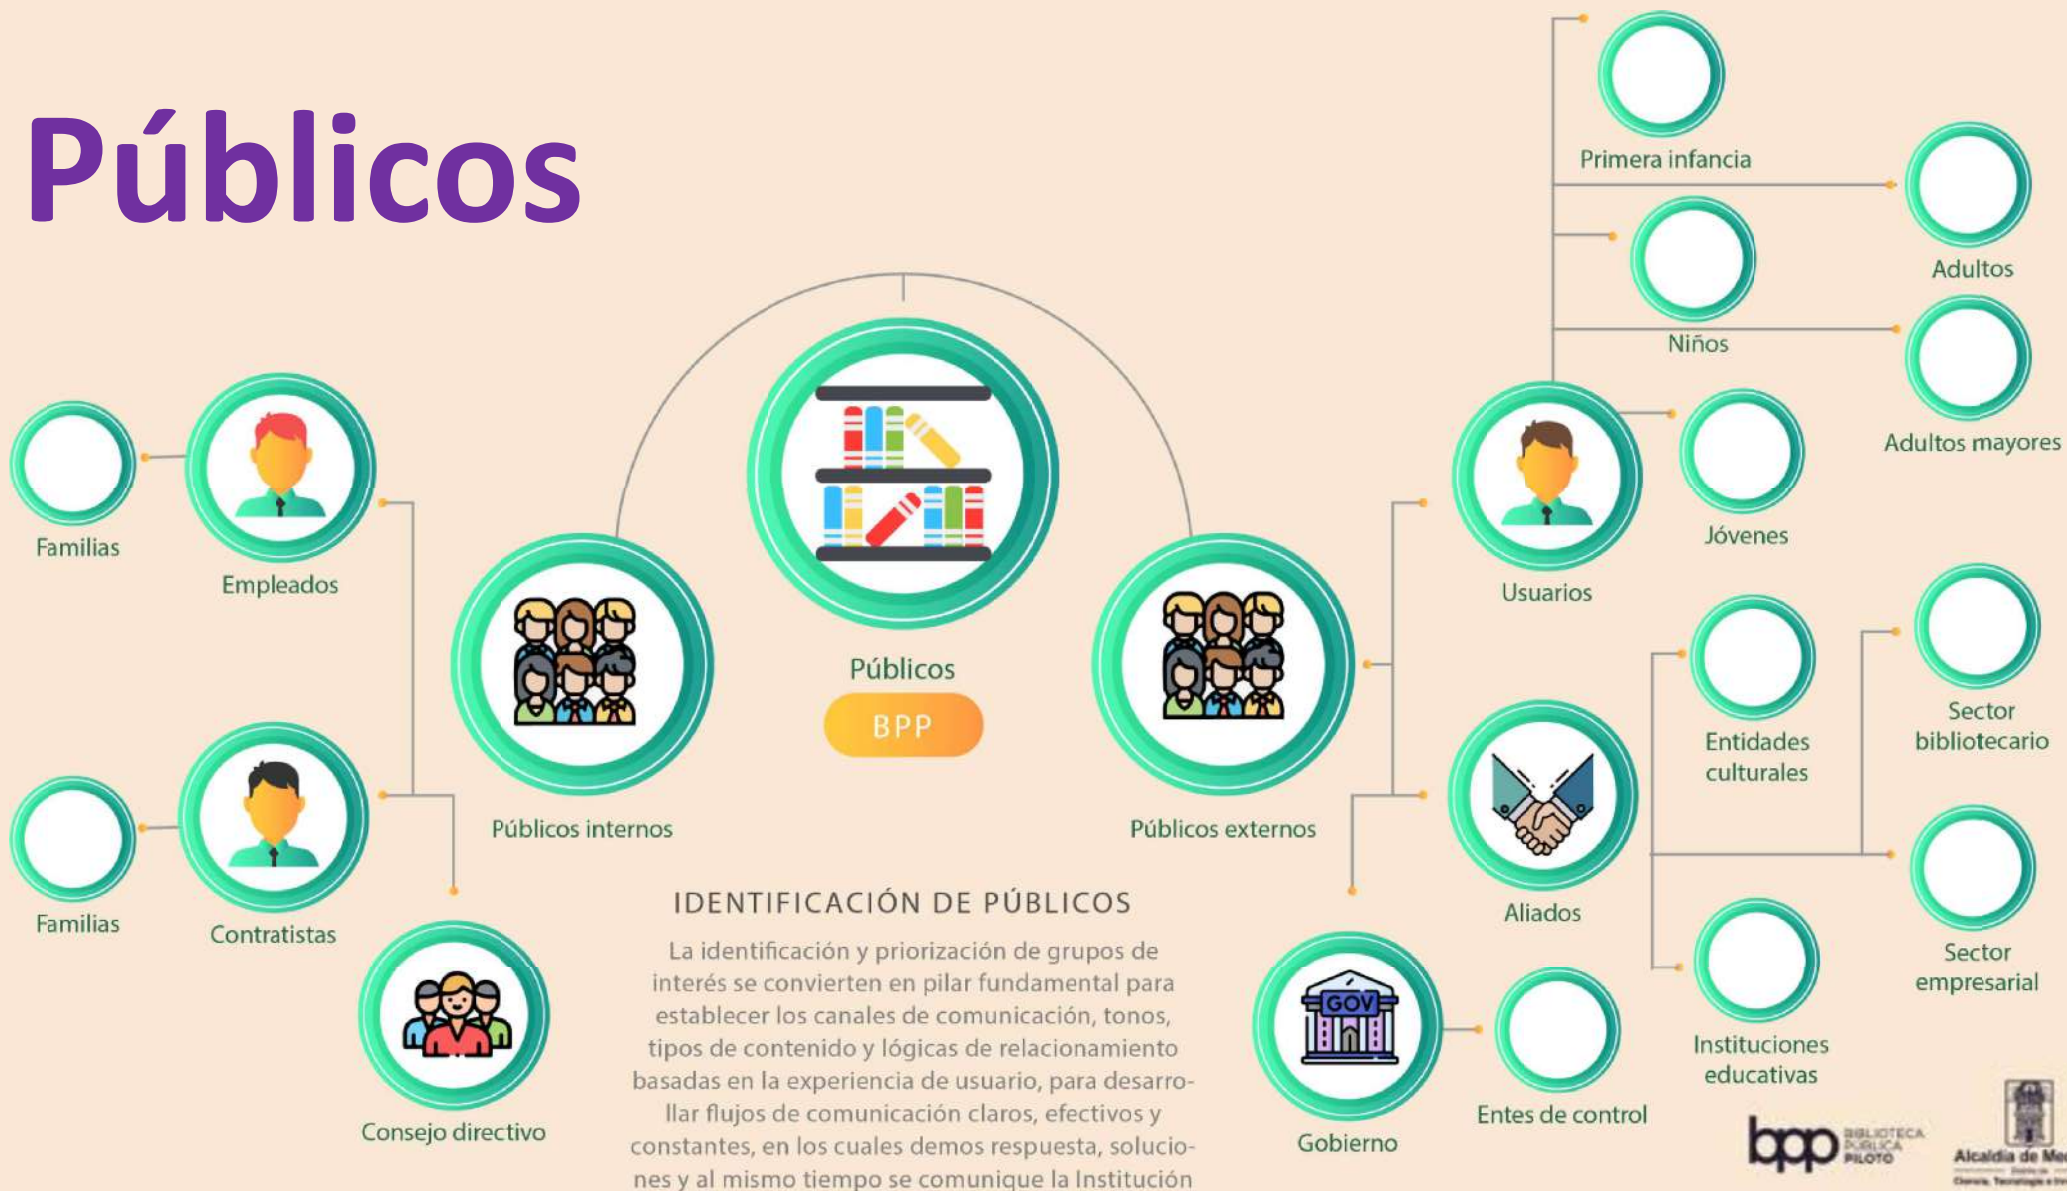 Públicos
Primera infancia
Adultos
Niños
Adultos mayores
Jóvenes
Usuarios
Familias
Empleados
Públicos
BPP
Públicos internos
Públicos externos
Familias
Contratistas
Consejo directivo
Entidades
culturales
Sector
bibliotecario
Aliados
Sector
empresarial
Instituciones
educativas
GOV
Gobierno
Entes de control
IDENTIFICACIÓN DE PÚBLICOS
La identificación y priorización de grupos de
interés se convierten en pilar fundamental para
establecer los canales de comunicación, tonos,
tipos de contenido y lógicas de relacionamiento
basadas en la experiencia de usuario, para desarro-
llar flujos de comunicación claros, efectivos y
constantes, en los cuales demos respuesta, solucio-
nes y al mismo tiempo se comunique la Institución
bpp
BIBLIOTECA
PÚBLICA
PILOTO
Alcaldía de Me